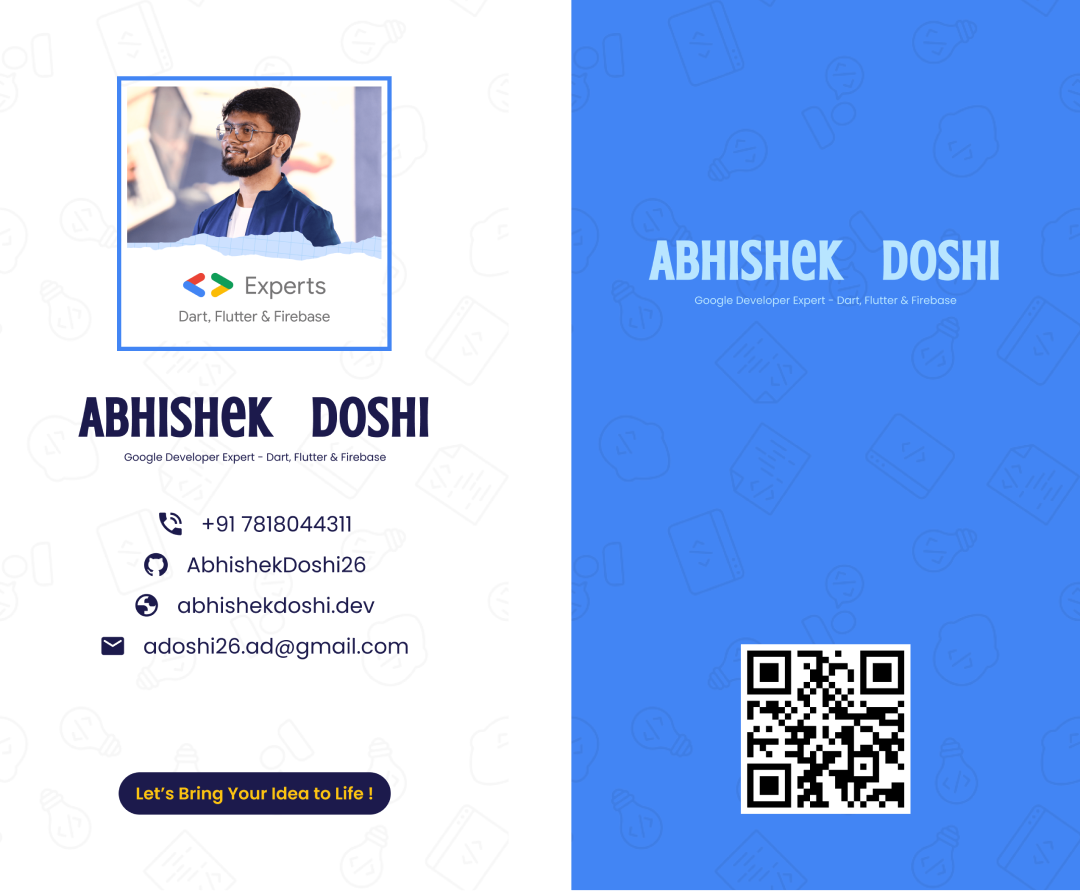 Experts
Dart, Flutter & Firebase
ABHISHeK DOSHI
Google Developer Expert - Dart, Flutter & Firebase
+91 7818044311
AbhishekDoshi26
abhishekdoshi.dev
adoshi26.ad@gmail.com
Let's Bring Your Idea to Life !
ABHISHeK DOSHI
Google Developer Expert - Dart, Flutter & Firebase